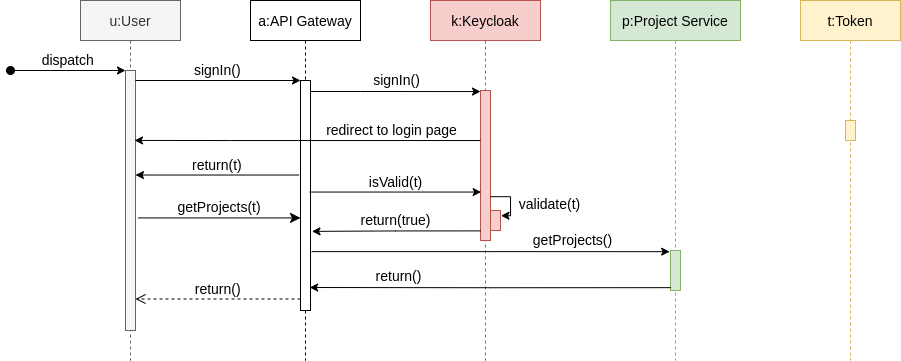 u:User
a:API Gateway
k:Keycloak
p:Project Service
t:Token
dispatch
signIn()
signIn()
redirect to login page
return(t)
isValid(t)
validate(t)
getProjects(t)
return(true)
getProjects()
return()
return()